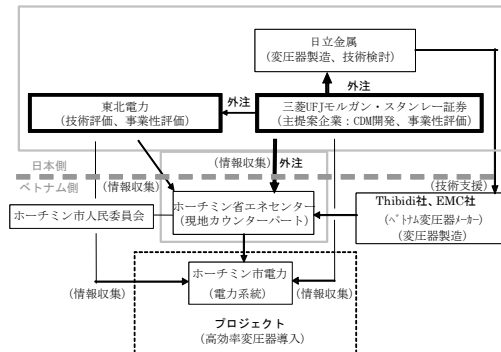 日立金属
(変圧器製造、技術検討)
外注
東北電力
(技術評価、事業性評価)
外注
三菱UFJモルガン・スタンレー証券
(主提案企業：CDM開発、事業性評価)
(情報収集)
(情報収集)
外注
日本側
ベトナム側
(技術支援)
ホーチミン市人民委員会
ホーチミン省エネセンター
(現地カウンターパート)
Thibidi社、EMC社
(ベトナム変圧器メーカー)
(変圧器製造)
ホーチミン市電力
(電力系統)
(情報収集)
(情報収集)
プロジェクト
(高効率変圧器導入)